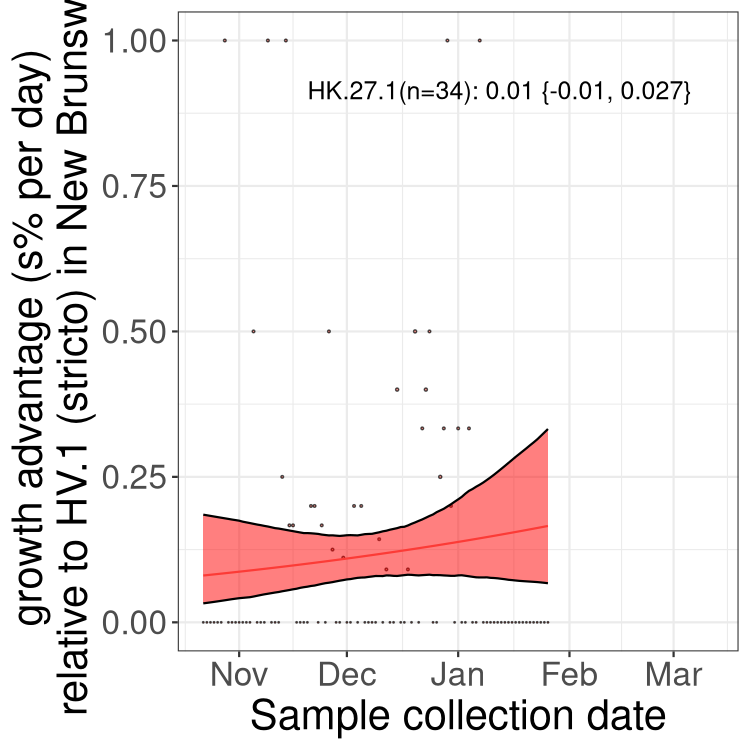 growth advantage (s% per day)
relative to HV.1 (stricto) in New Brunsw
1.00
0.75
0.50
0.25
0.00
HK.27.1(n=34): 0.01 {-0.01, 0.027}
Nov Dec Jan Feb Mar
Sample collection date